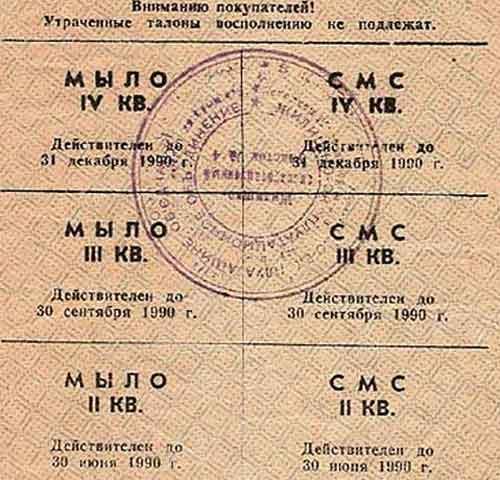 Вниманию покупателей!
Утраченные талоны восполнению не подлежат.
МЫЛО
IV КВ.
Действителен до
31 декабря 1990 г.
СМС
IV КВ.
Действителен до
31 декабря 1990 г.
МЫЛО
III КВ.
Действителен до
30 сентября 1990 г.
СМС
III КВ.
Действителен до
30 сентября 1990 г.
МЫЛО
II КВ.
Действителен до
30 июня 1990 г.
СМС
II КВ.
Действителен до
30 июня 1990 г.